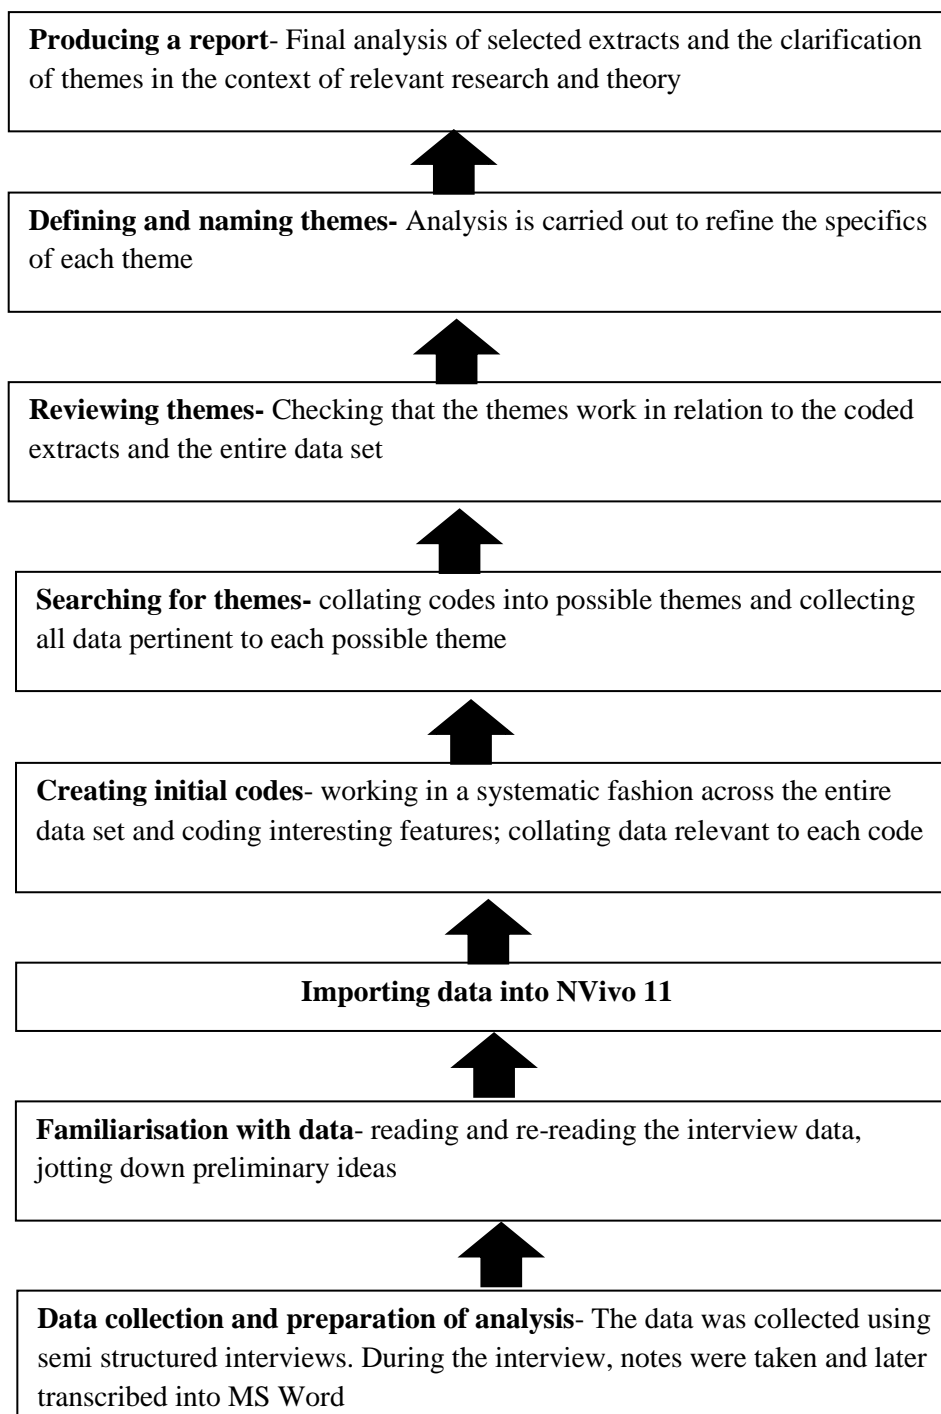 Producing a report- Final analysis of selected extracts and the clarification
of themes in the context of relevant research and theory
Defining and naming themes- Analysis is carried out to refine the specifics
of each theme
Reviewing themes- Checking that the themes work in relation to the coded
extracts and the entire data set
Searching for themes- collating codes into possible themes and collecting
all data pertinent to each possible theme
Creating initial codes- working in a systematic fashion across the entire
data set and coding interesting features; collating data relevant to each code
Importing data into NVivo 11
Familiarisation with data- reading and re-reading the interview data,
jotting down preliminary ideas
Data collection and preparation of analysis- The data was collected using
semi structured interviews. During the interview, notes were taken and later
transcribed into MS Word